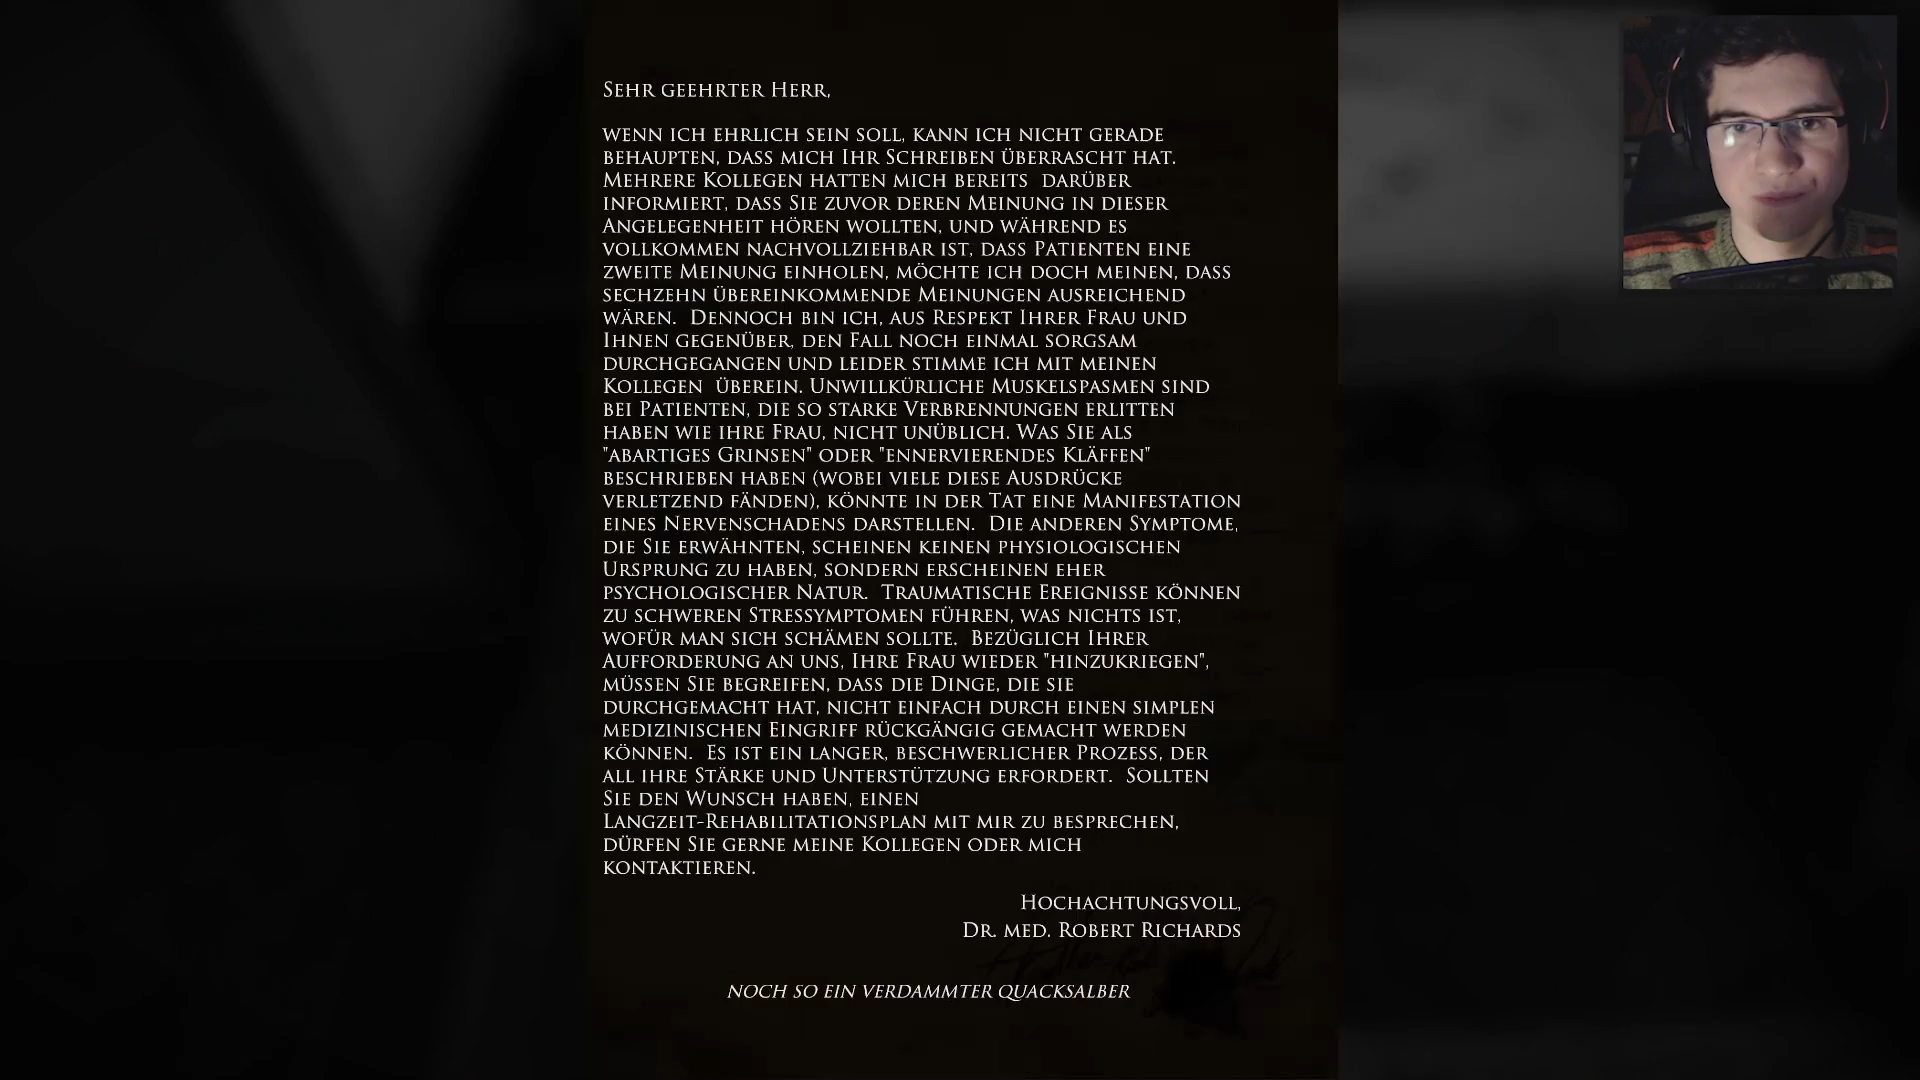 Sehr geehrter Herr,
wenn ich ehrlich sein soll, kann ich nicht gerade
behaupten, dass mich Ihr Schreiben überrascht hat.
Mehrere Kollegen hatten mich bereits  darüber
informiert, dass Sie zuvor deren Meinung in dieser
Angelegenheit hören wollten, und während es
vollkommen nachvollziehbar ist, dass Patienten eine
zweite Meinung einholen, möchte ich doch meinen, dass
sechzehn übereinkommende Meinungen ausreichend
wären.  Dennoch bin ich, aus Respekt Ihrer Frau und
Ihnen gegenüber, den Fall noch einmal sorgsam
durchgegangen und leider stimme ich mit meinen
Kollegen  überein. Unwillkürliche Muskelspasmen sind
bei Patienten, die so starke Verbrennungen erlitten
haben wie ihre Frau, nicht unüblich. Was Sie als
"abartiges Grinsen" oder "ennervierendes Kläffen"
beschrieben haben (wobei viele diese Ausdrücke
verletzend fänden), könnte in der Tat eine Manifestation
eines Nervenschadens darstellen.  Die anderen Symptome,
die Sie erwähnten, scheinen keinen physiologischen
Ursprung zu haben, sondern erscheinen eher
psychologischer Natur.  Traumatische Ereignisse können
zu schweren Stressymptomen führen, was nichts ist,
wofür man sich schämen sollte.  Bezüglich Ihrer
Aufforderung an uns, Ihre Frau wieder "hinzukriegen",
müssen Sie begreifen, dass die Dinge, die sie
durchgemacht hat, nicht einfach durch einen simplen
medizinischen Eingriff rückgängig gemacht werden
können.  Es ist ein langer, beschwerlicher Prozess, der
all ihre Stärke und Unterstützung erfordert.  Sollten
Sie den Wunsch haben, einen
Langzeit-Rehabilitationsplan mit mir zu besprechen,
dürfen Sie gerne meine Kollegen oder mich
kontaktieren.
Hochachtungsvoll,
Dr. med. Robert Richards
NOCH SO EIN VERDAMMTER QUACKSALBER